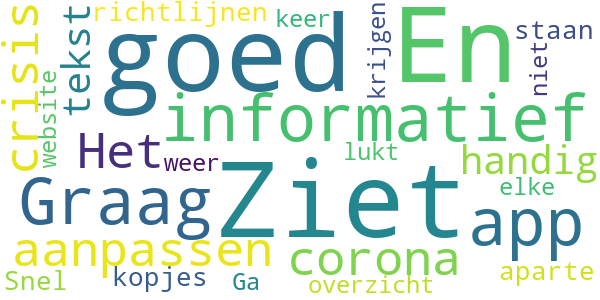 richtlijnen keer
crisis tekst goed krijgen En staan
website niet
informatief
Het weer lukt handig
Graag Ziet elke app
aanpassen corona
Snel kopjes Ga overzicht aparte